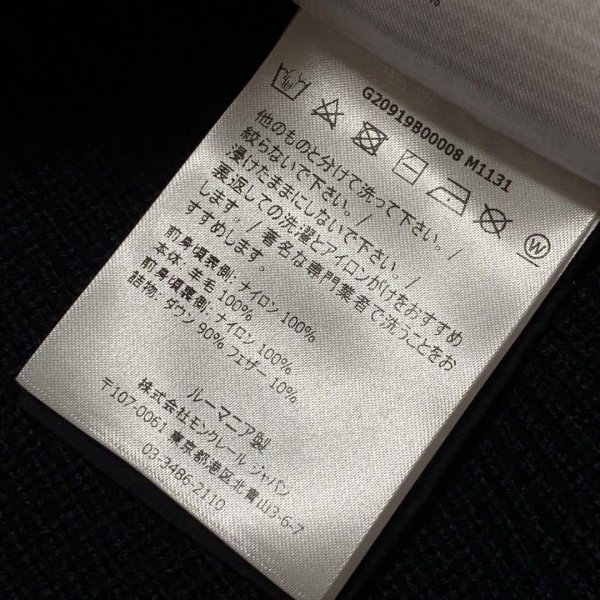 %
G20919B00008 M1131
他のものと分けて洗って下さい。/
絞らないで下さい。/
浸けたままにしないで下さい。/
裏返しての洗濯とアイロンがけをおすすめ
します。/ 著名な専門業者で洗うことをお
すすめします。
前身頃表側: ナイロン 100%
本体: 羊毛 100%
前身頃裏側: ナイロン 100%
詰物: ダウン 90% フェザー 10%
ルーマニア製
株式会社モンクレール ジャパン
〒107-0061 東京都港区北青山3-6-7
03-3486-2110